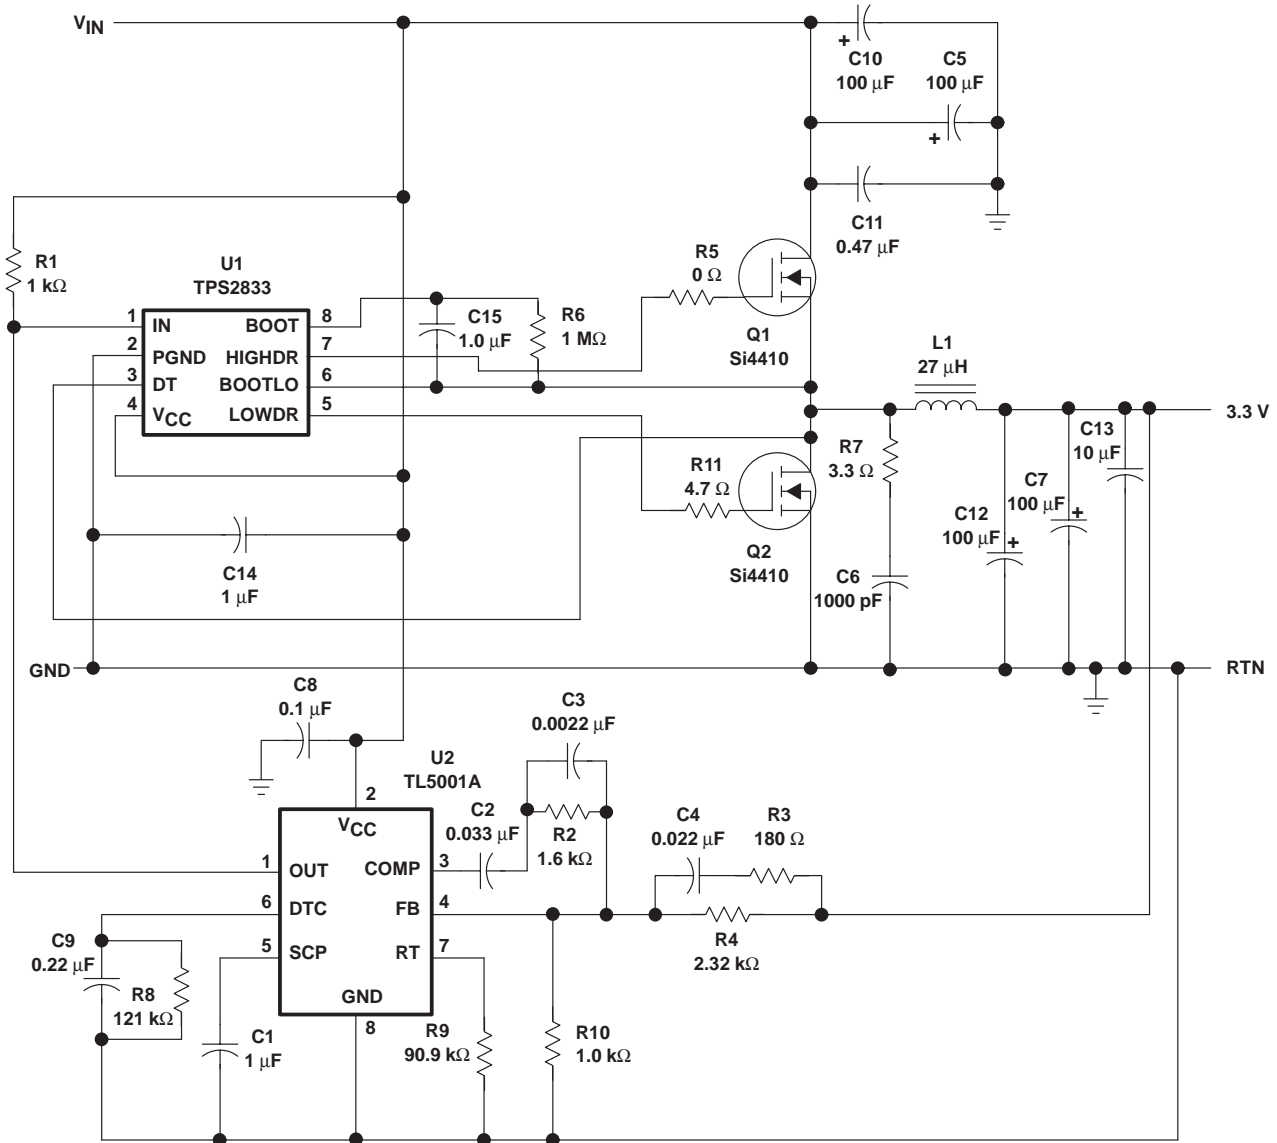 VIN
+
C10
100 μF
C5
100 μF
+
C11
0.47 μF
R1
1 kΩ
U1
TPS2833
1
2
3
4
IN
PGND
DT
VCC
BOOT
HIGHDR
BOOTLO
LOWDR
8
7
6
5
C15
1.0 μF
R6
1 MΩ
R5
0 Ω
Q1
Si4410
L1
27 μH
3.3 V
R11
4.7 Ω
Q2
Si4410
R7
3.3 Ω
C6
1000 pF
C12
100 μF
+
C7
100 μF
+
C13
10 μF
C14
1 μF
GND
RTN
C8
0.1 μF
U2
TL5001A
2
VCC
1
OUT
6
DTC
5
SCP
COMP
3
FB
4
RT
7
GND
8
C3
0.0022 μF
C2
0.033 μF
R2
1.6 kΩ
C4
0.022 μF
R3
180 Ω
R4
2.32 kΩ
C9
0.22 μF
R8
121 kΩ
C1
1 μF
R9
90.9 kΩ
R10
1.0 kΩ